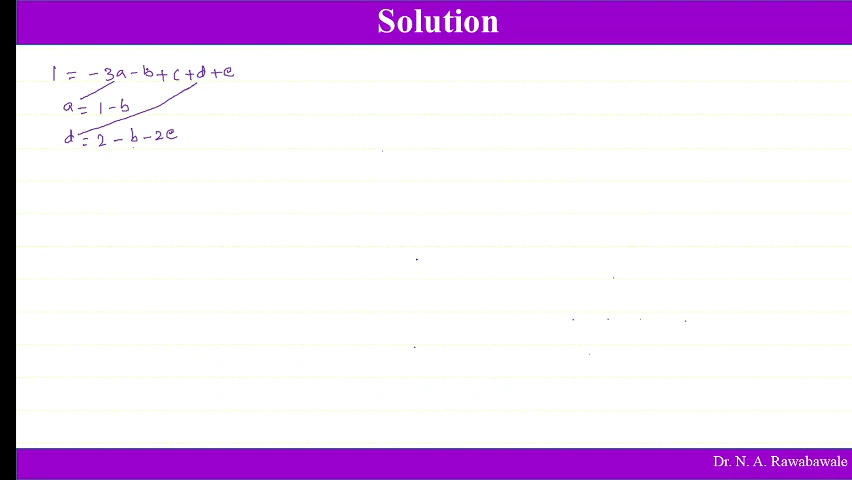 Solution
1 = -3a-b+c+d+e
a = 1-b
d = 2-b-2e
Dr. N. A. Rawabawale